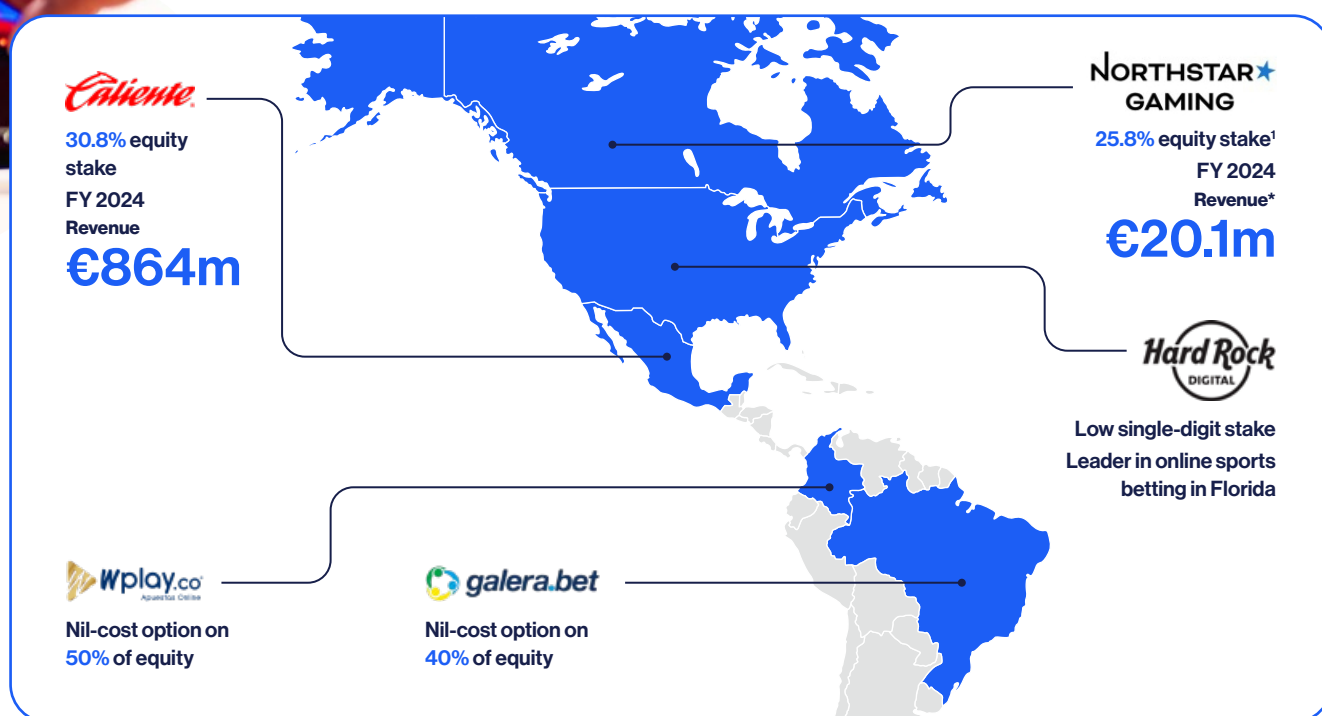 Caliente
30.8% equity
stake
FY 2024
Revenue
€864m
NORTHSTAR
GAMING
25.8% equity stake¹
FY 2024
Revenue*
€20.1m
Hard Rock
DIGITAL
Low single-digit stake
Leader in online sports
betting in Florida
Wplay.co
Apuestas Online
Nil-cost option on
50% of equity
galera.bet
Nil-cost option on
40% of equity